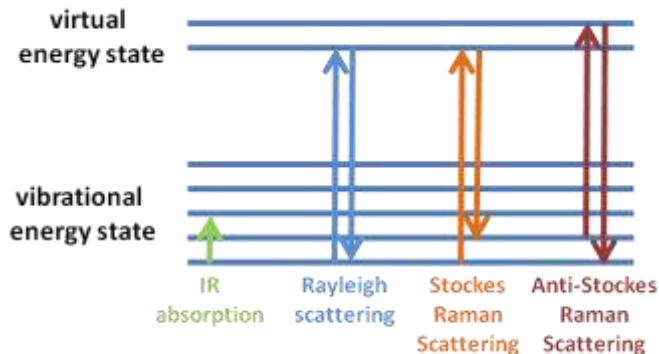 virtual
energy state
vibrational
energy state
IR
absorption
Rayleigh
scattering
Stockes
Raman
Scattering
Anti-Stockes
Raman
Scattering